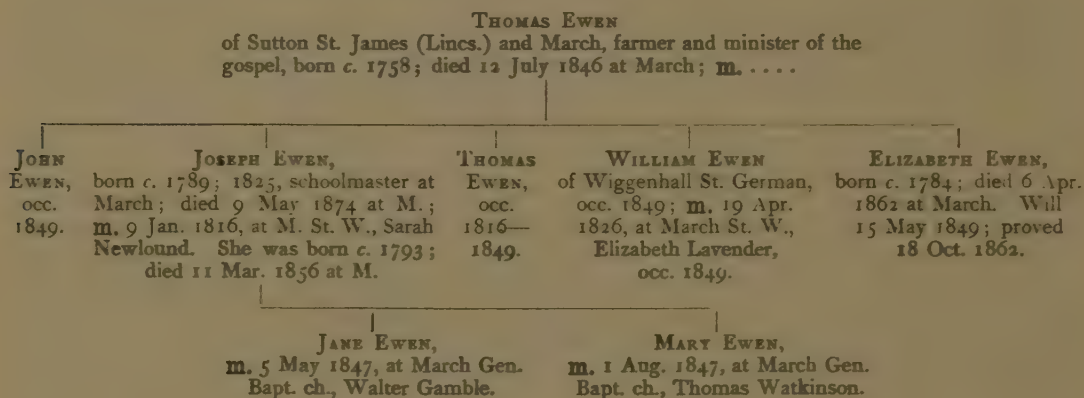 THOMAS EWEN
of Sutton St. James (Lincs.) and March, farmer and minister of the
gospel, born c. 1758; died 12 July 1846 at March; m. .....
JOHN
EWEN,
occ.
1849.
JOSEPH EWEN,
born c. 1789; 1825, schoolmaster at
March; died 9 May 1874 at M.;
m. 9 Jan. 1816, at M. St. W., Sarah
Newlound. She was born c. 1793;
died 11 Mar. 1856 at M.
THOMAS
EWEN,
occ.
1816—
1849.
WILLIAM EWEN
of Wiggenhall St. German,
occ. 1849; m. 19 Apr.
1826, at March St. W.,
Elizabeth Lavender,
occ. 1849.
ELIZABETH EWEN,
born c. 1784; died 6 Apr.
1862 at March. Will
15 May 1849; proved
18 Oct. 1862.
JANE EWEN,
m. 5 May 1847, at March Gen.
Bapt. ch., Walter Gamble.
MARY EWEN,
m. 1 Aug. 1847, at March Gen.
Bapt. ch., Thomas Watkinson.